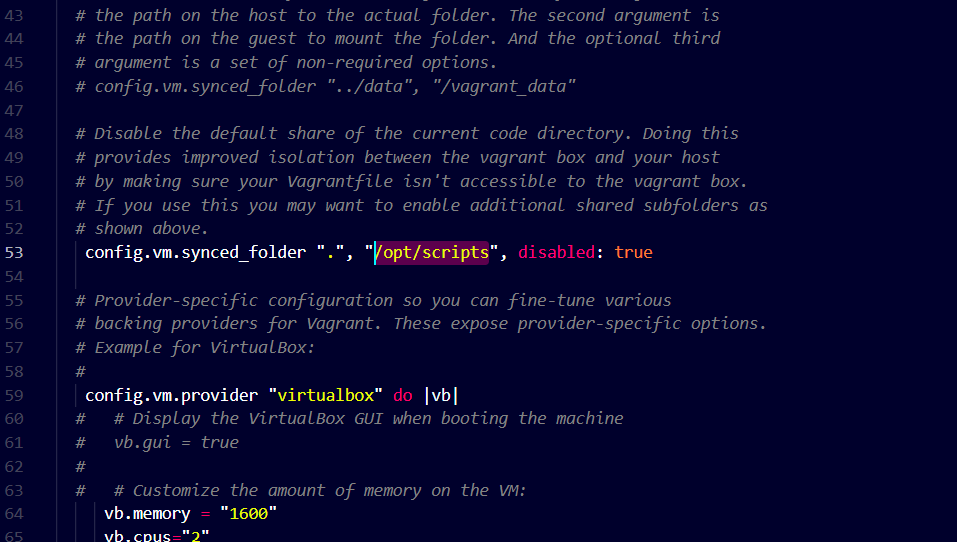 43 # the path on the host to the actual folder. The second argument is
44 # the path on the guest to mount the folder. And the optional third
45 # argument is a set of non-required options.
46 # config.vm.synced_folder "../data", "/vagrant_data"
47
48 # Disable the default share of the current code directory. Doing this
49 # provides improved isolation between the vagrant box and your host
50 # by making sure your Vagrantfile isn't accessible to the vagrant box.
51 # If you use this you may want to enable additional shared subfolders as
52 # shown above.
53 config.vm.synced_folder ".", "/opt/scripts", disabled: true
54
55 # Provider-specific configuration so you can fine-tune various
56 # backing providers for Vagrant. These expose provider-specific options.
57 # Example for VirtualBox:
58 #
59 config.vm.provider "virtualbox" do |vb|
60 #   # Display the VirtualBox GUI when booting the machine
61 #   vb.gui = true
62 #
63 #   # Customize the amount of memory on the VM:
64 vb.memory = "1600"
65 vb.cpus="2"